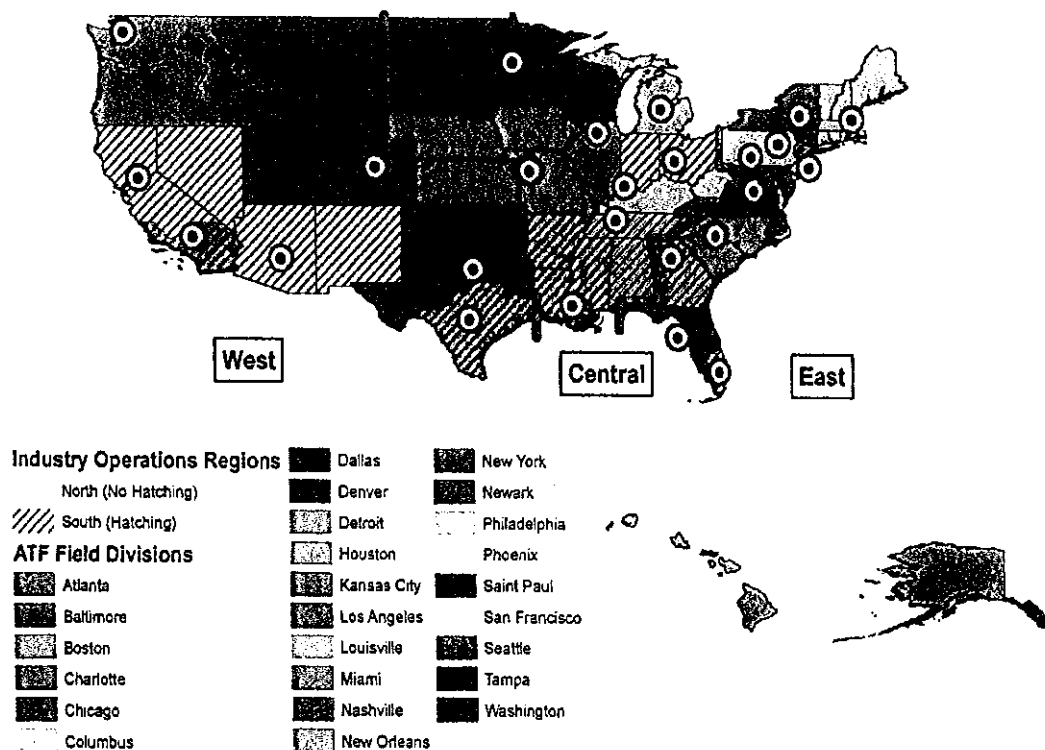 West
Central
East
Industry Operations Regions
North (No Hatching)
South (Hatching)
ATF Field Divisions
Atlanta
Baltimore
Boston
Charlotte
Chicago
Columbus
Dallas
Denver
Detroit
Houston
Kansas City
Los Angeles
Louisville
Miami
Nashville
New Orleans
New York
Newark
Philadelphia
Phoenix
Saint Paul
San Francisco
Seattle
Tampa
Washington